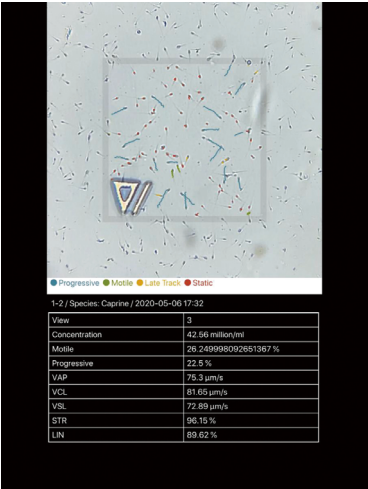 Progressive Motile Late Track Static
1-2 / Species: Caprine / 2020-05-06 17:32
View 3
Concentration 42.56 million/ml
Motile 26.249998092651367 %
Progressive 22.5 %
VAP 75.3 μm/s
VCL 81.65 μm/s
VSL 72.89 μm/s
STR 96.15 %
LIN 89.62 %